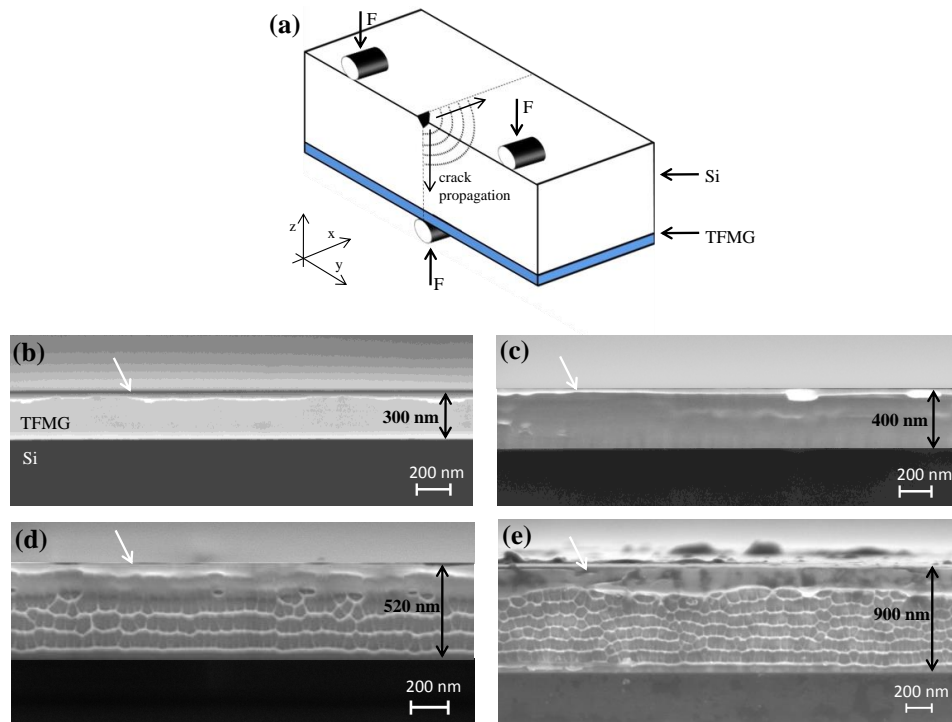 (a)
F
F
crack
propagation
Si
TFMG
z
x
y
F
(b)
TFMG
300 nm
Si
200 nm
(c)
400 nm
200 nm
(d)
520 nm
200 nm
(e)
900 nm
200 nm